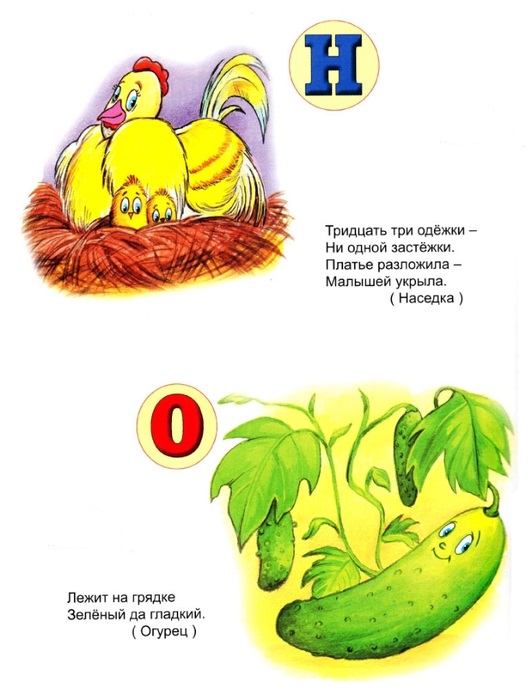 Н
Тридцать три одёжки –
Ни одной застёжки.
Платье разложила –
Малышей укрыла.
( Наседка )
О
Лежит на грядке
Зелёный да гладкий.
( Огурец )